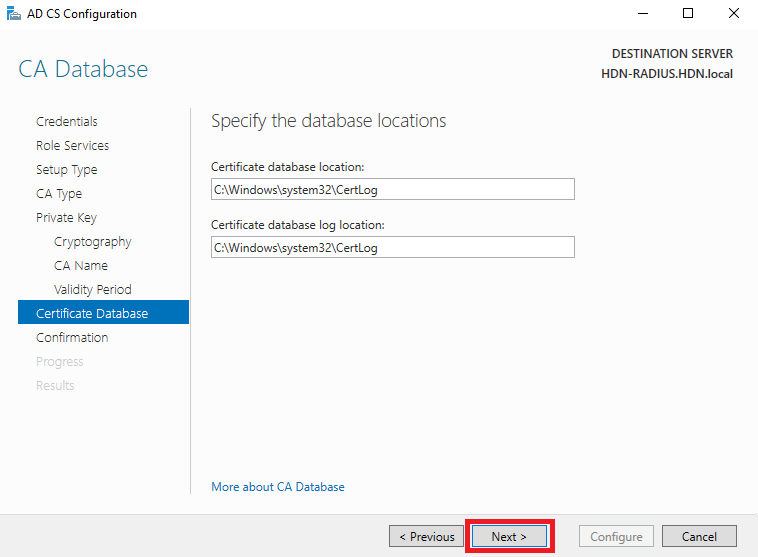 AD CS Configuration
CA Database
DESTINATION SERVER
HDN-RADIUS.HDN.local
Credentials
Role Services
Setup Type
CA Type
Private Key
Cryptography
CA Name
Validity Period
Certificate Database
Confirmation
Progress
Results
Specify the database locations
Certificate database location:
C:\Windows\system32\CertLog
Certificate database log location:
C:\Windows\system32\CertLog
More about CA Database
< Previous
Next >
Configure
Cancel